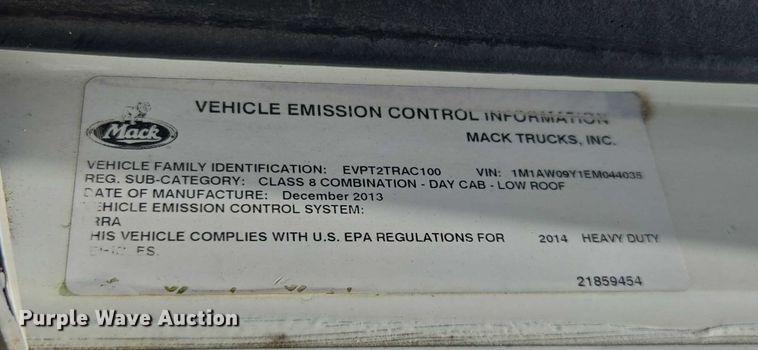 VEHICLE EMISSION CONTROL INFORMATION
Mack
MACK TRUCKS, INC.
VEHICLE FAMILY IDENTIFICATION: EVPT2TRAC100 VIN: 1M1AW09Y1EM044035
REG. SUB-CATEGORY: CLASS 8 COMBINATION - DAY CAB - LOW ROOF
DATE OF MANUFACTURE: December 2013
EHICLE EMISSION CONTROL SYSTEM:
RRA
HIS VEHICLE COMPLIES WITH U.S. EPA REGULATIONS FOR 2014 HEAVY DUTY
21859454
Purple Wave Auction